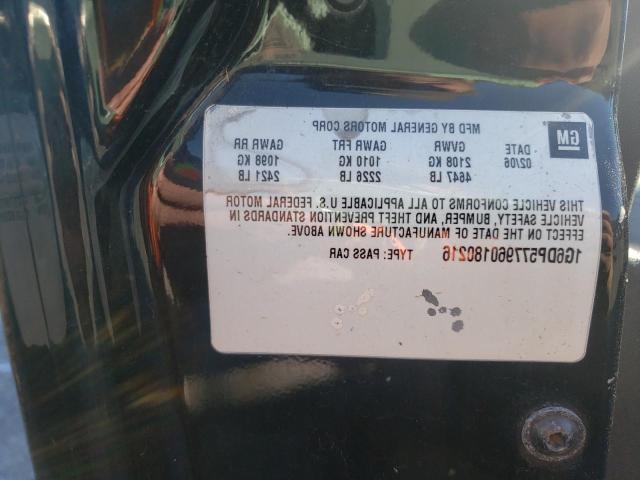 GM
MFD BY GENERAL MOTORS CORP
DATE GVWR GAWR FRT GAWR RR
02/06 2108 KG 1010 KG 1098 KG
4647 LB 2226 LB 2421 LB
THIS VEHICLE CONFORMS TO ALL APPLICABLE U.S. FEDERAL MOTOR
VEHICLE SAFETY, BUMPER, AND THEFT PREVENTION STANDARDS IN
EFFECT ON THE DATE OF MANUFACTURE SHOWN ABOVE.
1G6DP577960180216 TYPE: PASS CAR